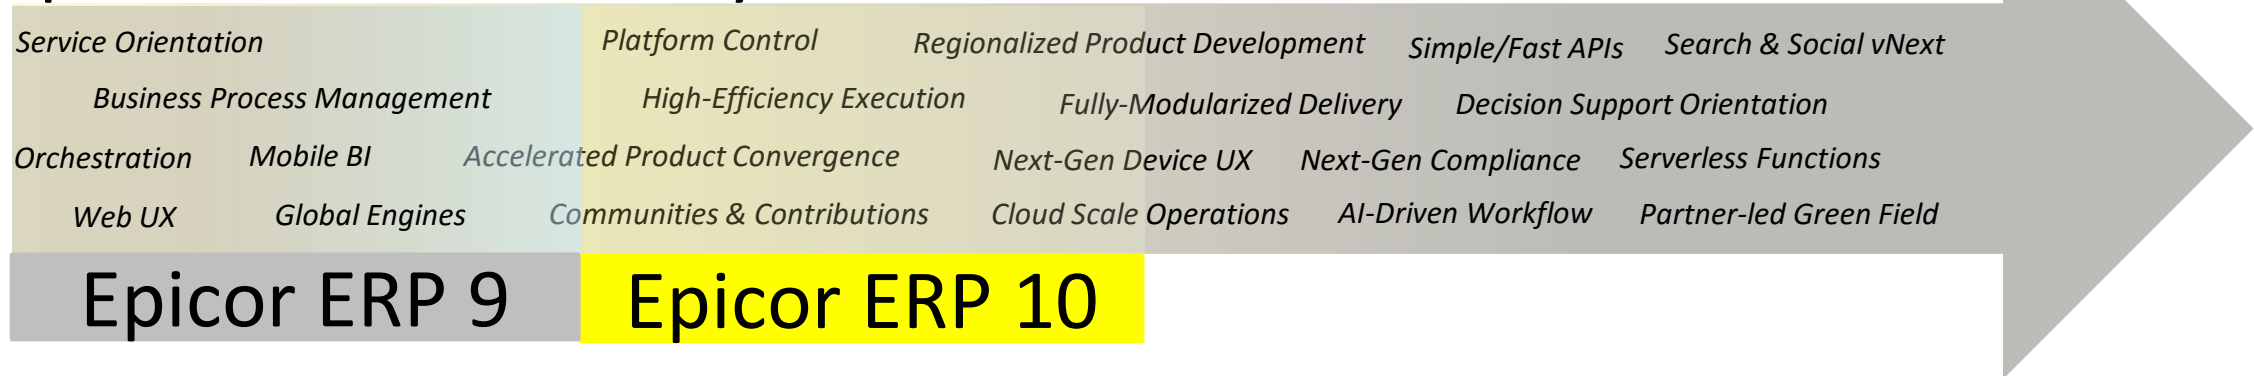 Service Orientation Platform Control Regionalized Product Development Simple/Fast APIs Search & Social vNext
Business Process Management High-Efficiency Execution Fully-Modularized Delivery Decision Support Orientation
Orchestration Mobile BI Accelerated Product Convergence Next-Gen Device UX Next-Gen Compliance Serverless Functions
Web UX Global Engines Communities & Contributions Cloud Scale Operations AI-Driven Workflow Partner-led Green Field
Epicor ERP 9 Epicor ERP 10